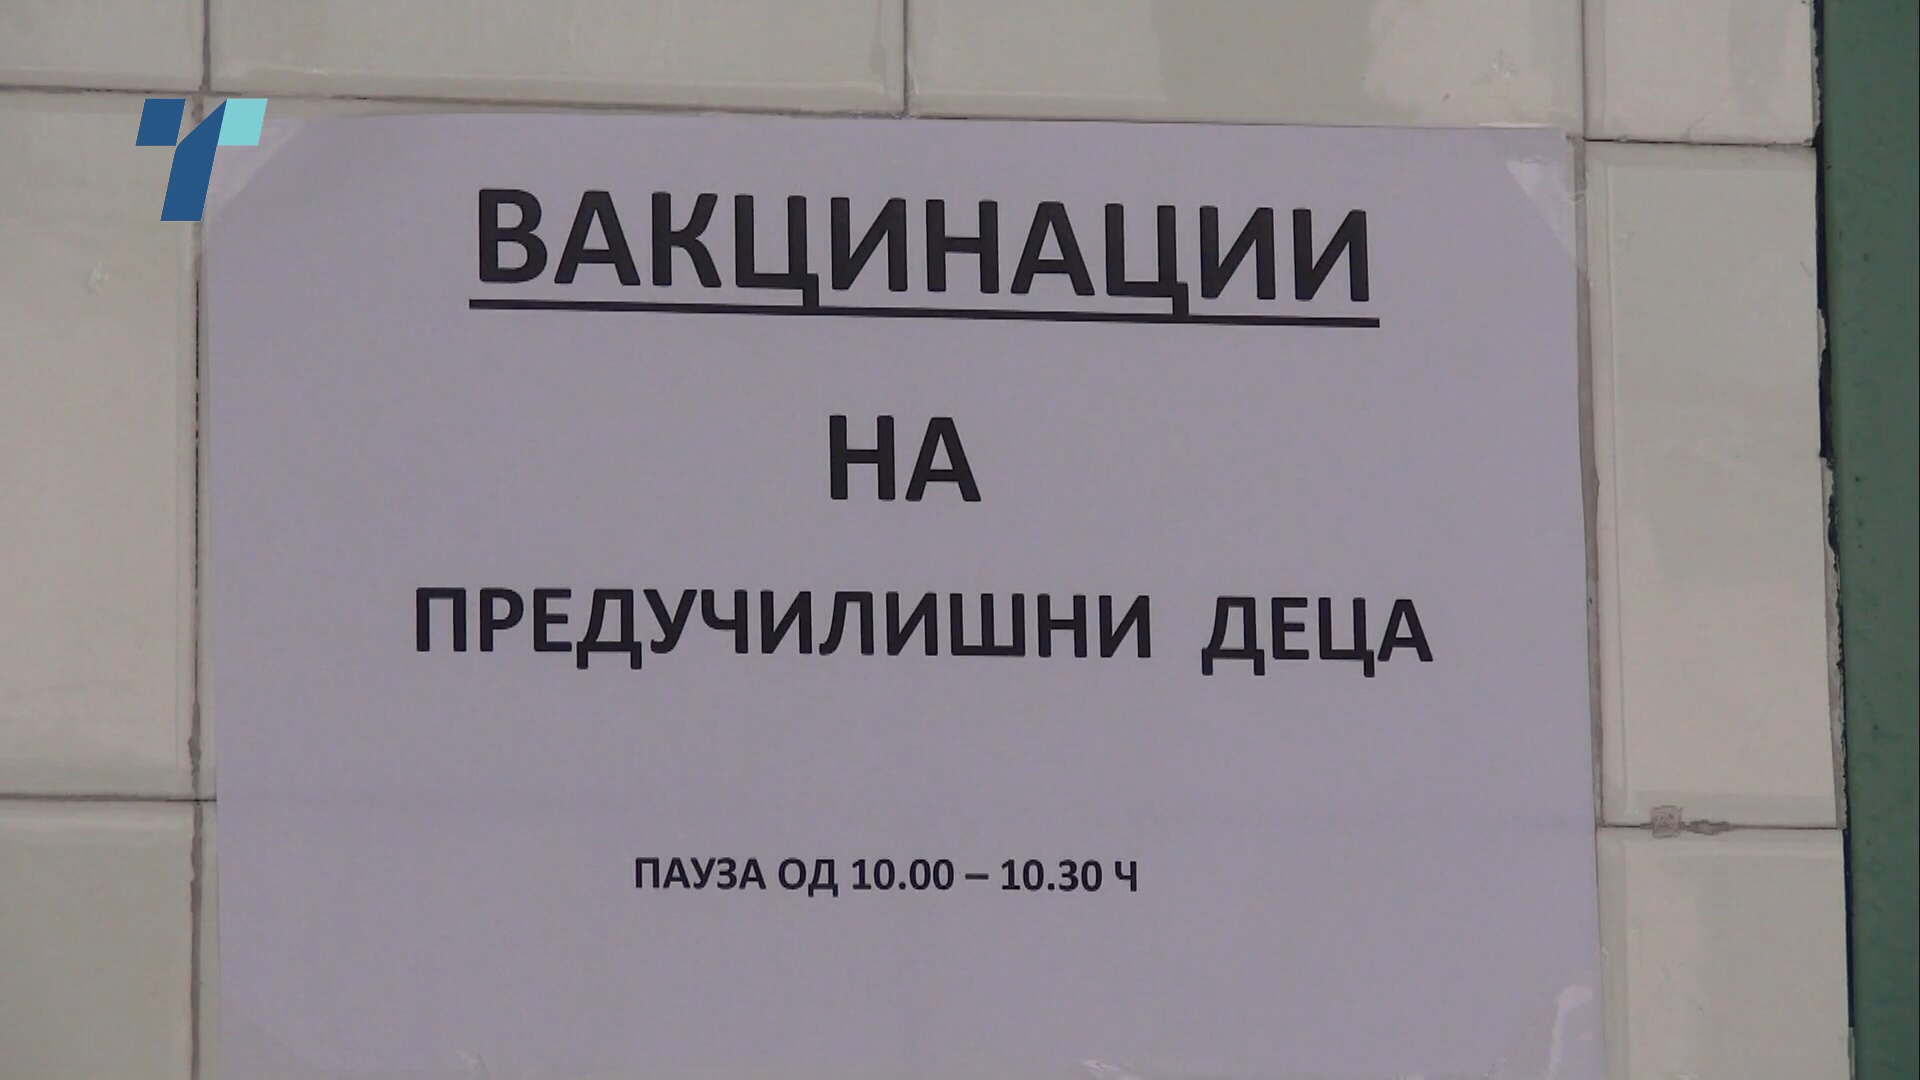 ВАКЦИНАЦИИ
НА
ПРЕДУЧИЛИШНИ ДЕЦА
ПАУЗА ОД 10.00 – 10.30 Ч